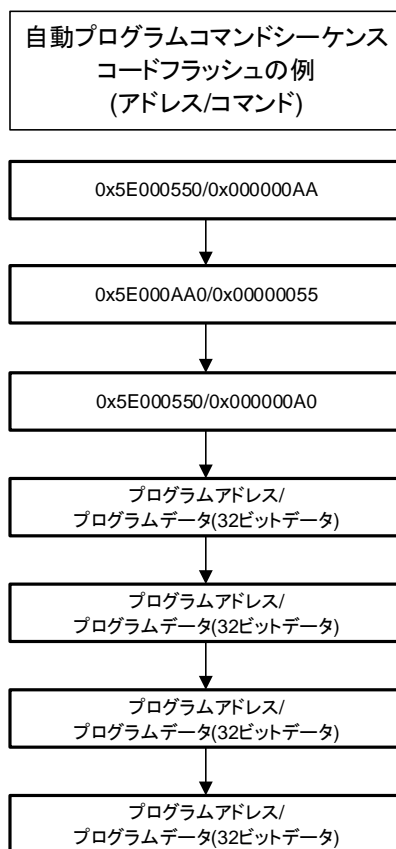 自動プログラムコマンドシーケンス
コードフラッシュの例
(アドレス/コマンド)
0x5E000550/0x000000AA
0x5E000AA0/0x00000055
0x5E000550/0x000000A0
プログラムアドレス/
プログラムデータ(32ビットデータ)
プログラムアドレス/
プログラムデータ(32ビットデータ)
プログラムアドレス/
プログラムデータ(32ビットデータ)
プログラムアドレス/
プログラムデータ(32ビットデータ)